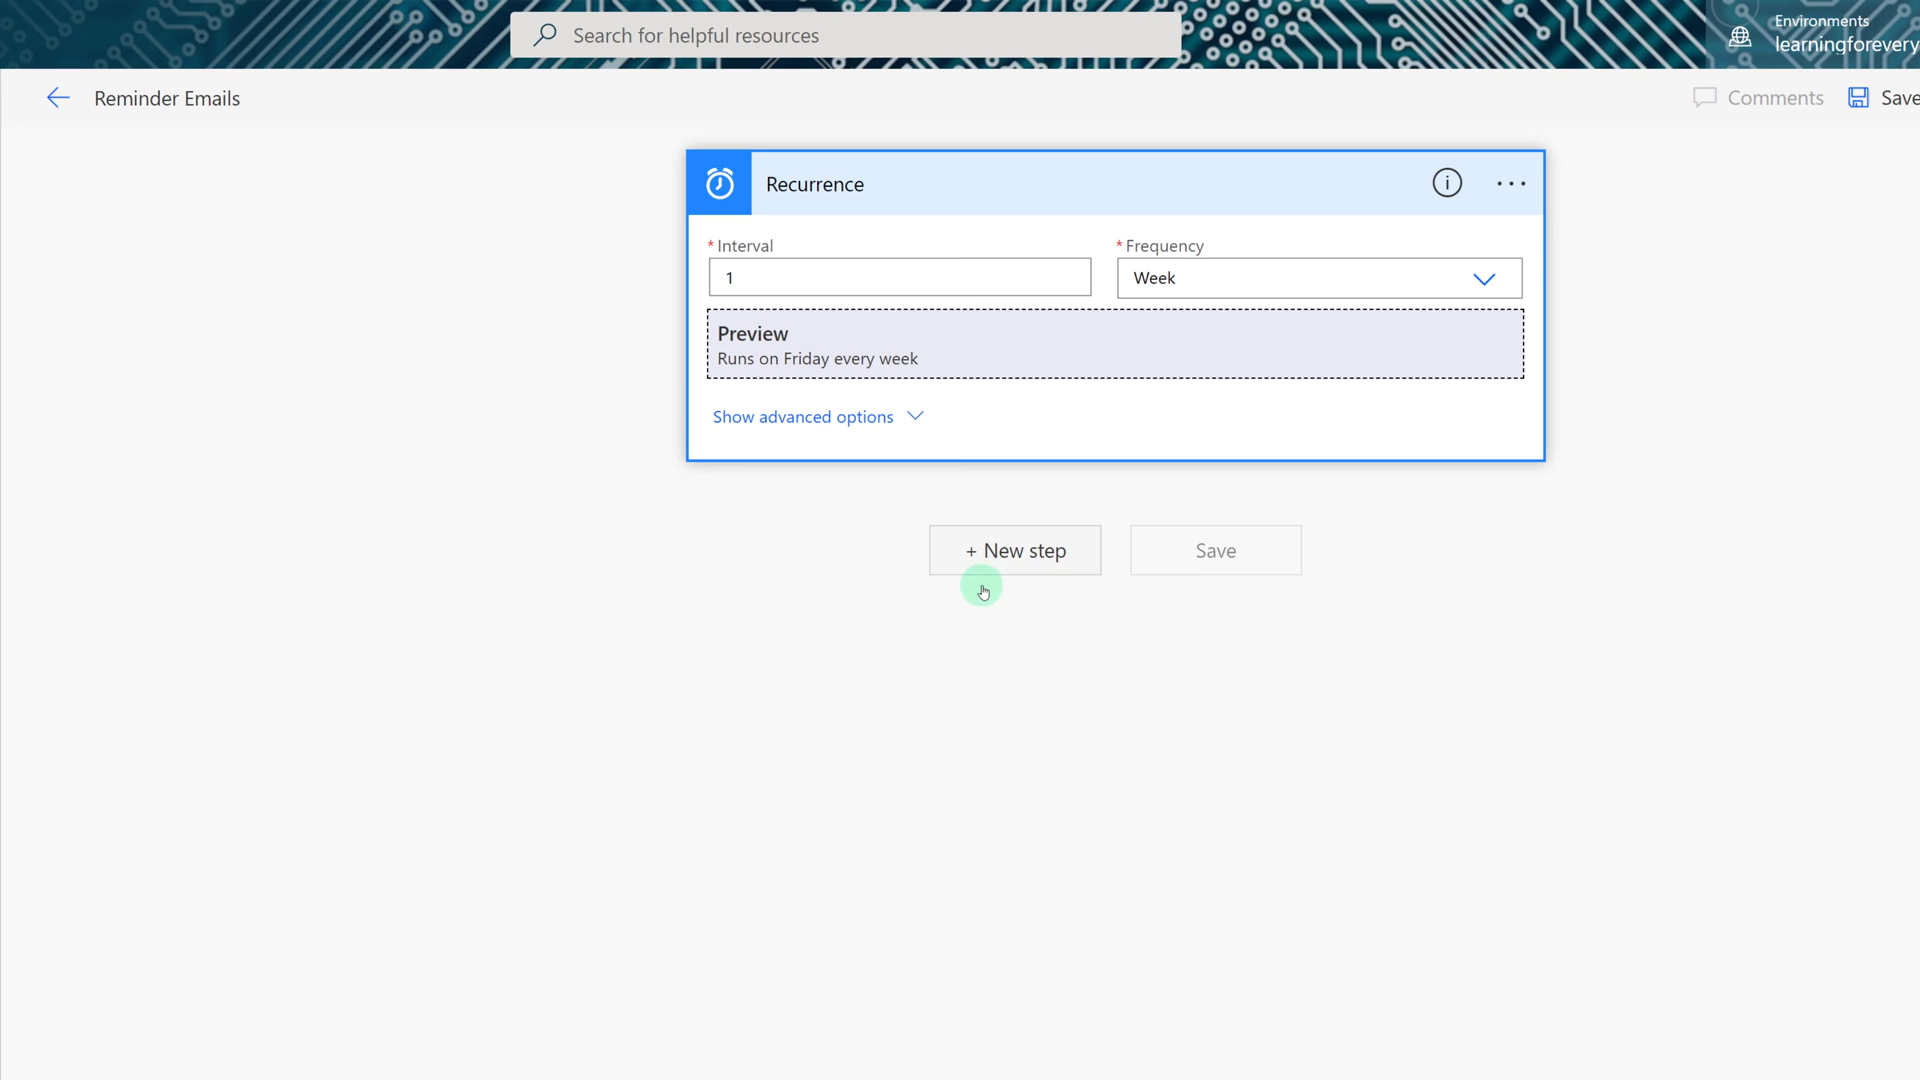 Search for helpful resources
Environments
learningforevery
Reminder Emails
Comments
Save
Recurrence
* Interval
* Frequency
1
Week
Preview
Runs on Friday every week
Show advanced options
+ New step
Save